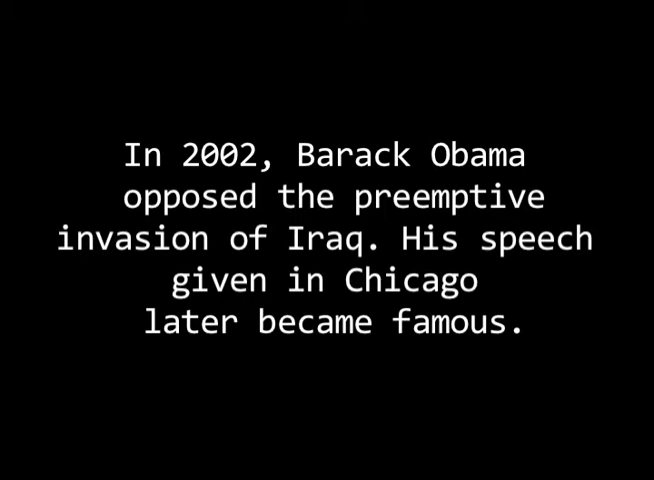 In 2002, Barack Obama
opposed the preemptive
invasion of Iraq. His speech
given in Chicago
later became famous.